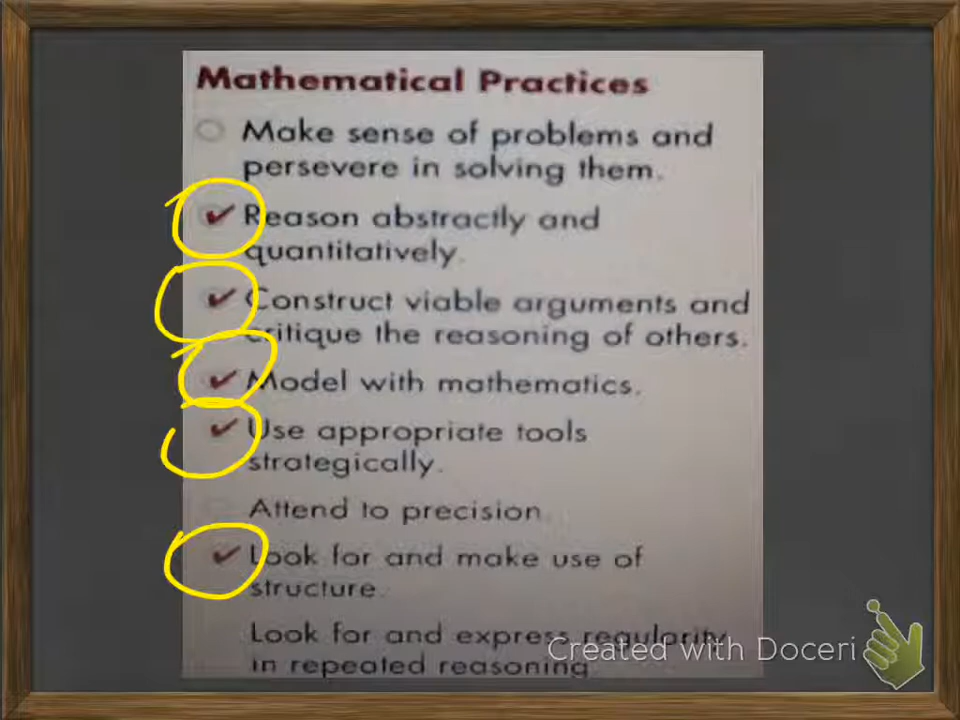 Mathematical Practices
Make sense of problems and
persevere in solving them.
Reason abstractly and
quantitatively.
Construct viable arguments and
critique the reasoning of others.
Model with mathematics.
Use appropriate tools
strategically.
Attend to precision.
Look for and make use of
structure.
Look for and express regularity
in repeated reasoning
Created with Doceri